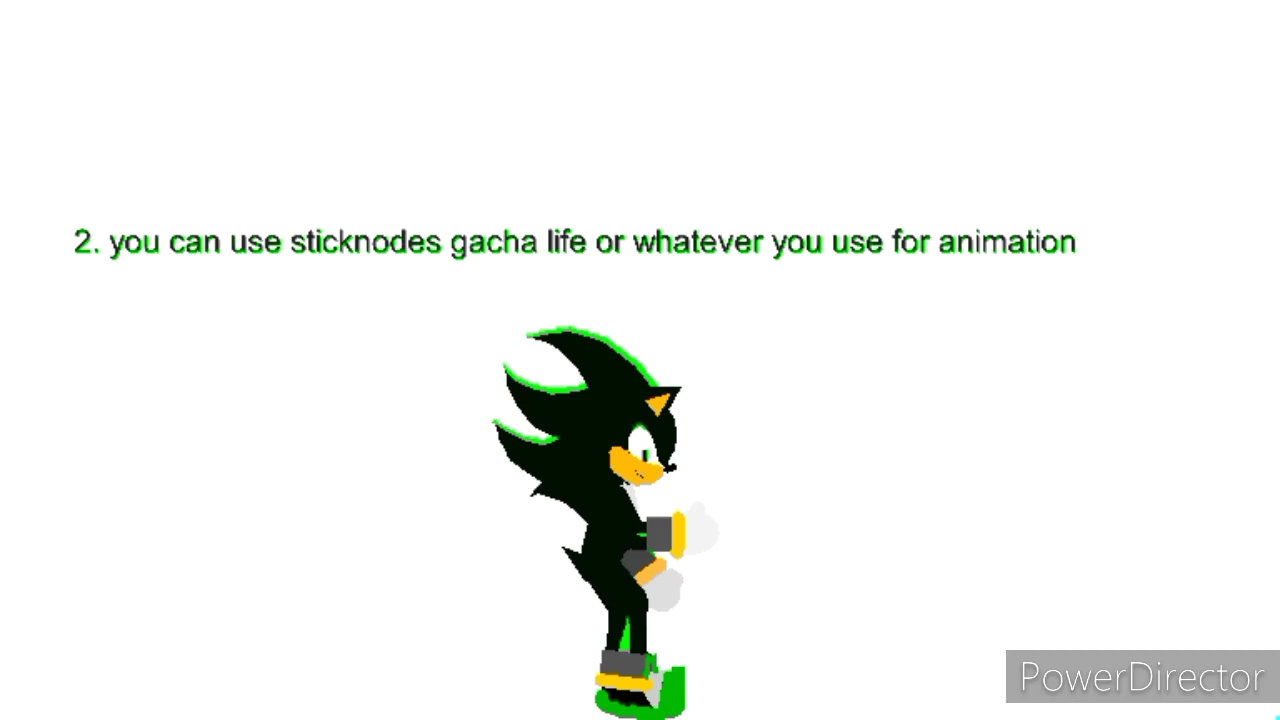 2. you can use sticknodes gacha life or whatever you use for animation
PowerDirector